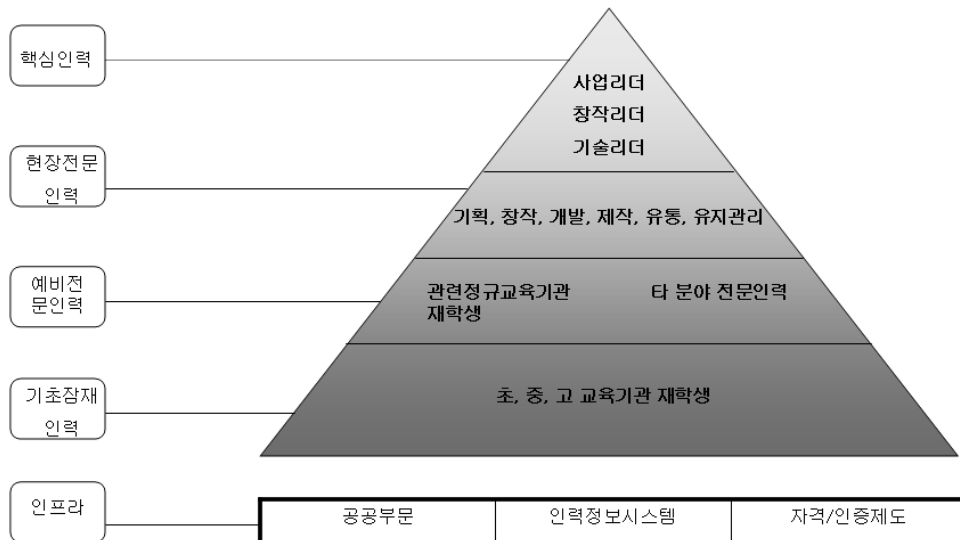 핵심인력
사업리더
창작리더
기술리더
현장전문
인력
기획, 창작, 개발, 제작, 유통, 유지관리
예비전
문인력
관련정규교육기관
재학생
타 분야 전문인력
기초잠재
인력
초, 중, 고 교육기관 재학생
인프라
공공부문
인력정보시스템
자격/인증제도